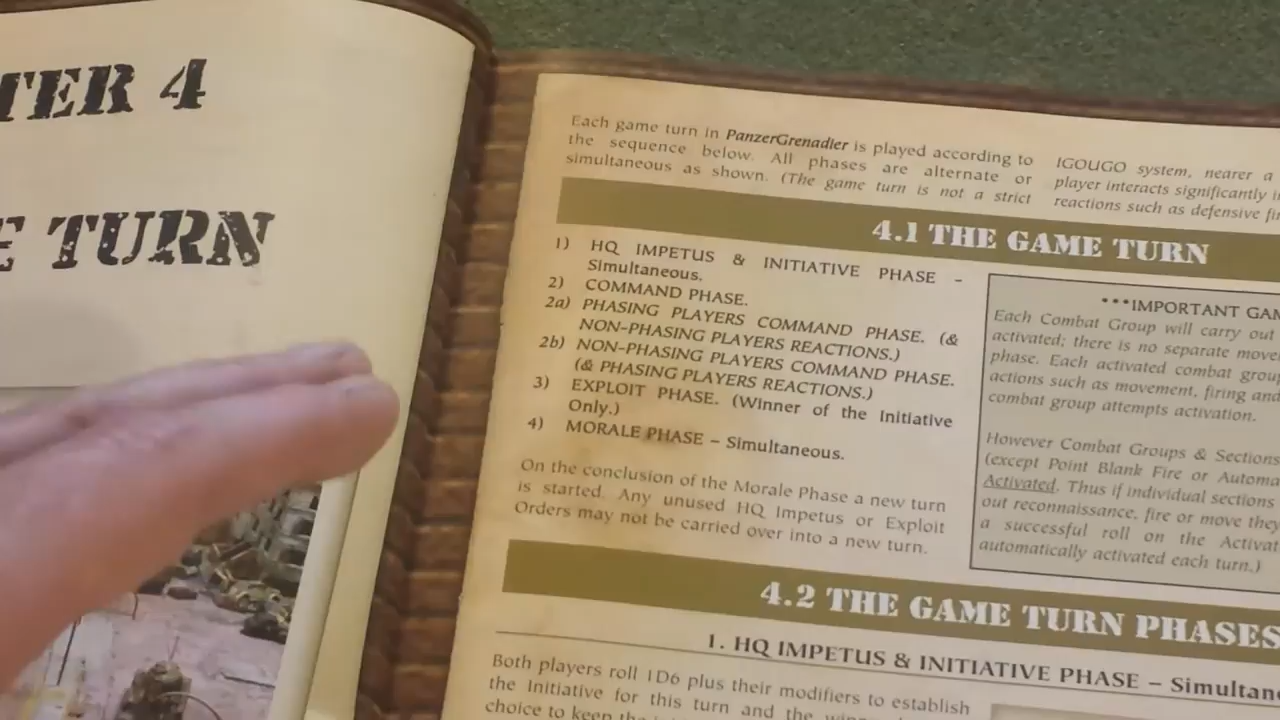 TER 4
E TURN
Each game turn in PanzerGrenadier is played according to
the sequence below. All phases are alternate or
simultaneous as shown. (The game turn is not a strict
IGOUGO system, nearer a
player interacts significantly
reactions such as defensive
4.1 THE GAME TURN
1) HQ IMPETUS & INITIATIVE PHASE –
Simultaneous.
2) COMMAND PHASE.
2a) PHASING PLAYERS COMMAND PHASE. (&
NON-PHASING PLAYERS REACTIONS.)
2b) NON-PHASING PLAYERS COMMAND PHASE.
(& PHASING PLAYERS REACTIONS.)
3) EXPLOIT PHASE. (Winner of the Initiative
Only.)
4) MORALE PHASE – Simultaneous.
On the conclusion of the Morale Phase a new turn
is started. Any unused HQ Impetus or Exploit
Orders may not be carried over into a new turn.
***IMPORTANT GAM
Each Combat Group will carry out
activated; there is no separate
phase. Each activated combat
actions such as movement, firing and
combat group attempts activation.
However Combat Groups & Sections
(except Point Blank Fire or
Activated. Thus if individual sections
out reconnaissance, fire or move they
a successful roll on the
automatically activated each turn.)
4.2 THE GAME TURN PHASES
1. HQ IMPETUS & INITIATIVE PHASE – Simultane
Both players roll 1D6 plus their modifiers to establish
the Initiative for this turn and the
choice to keep the